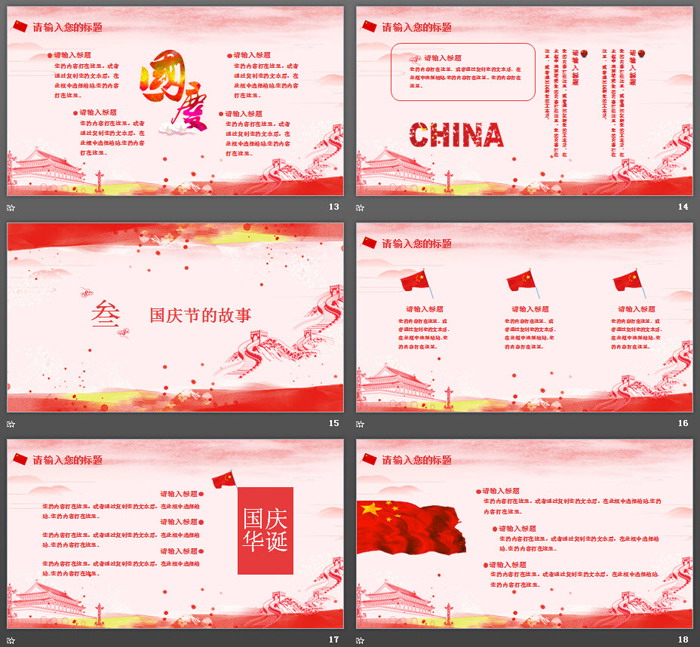 请输入您的标题
请输入标题
您的内容打在这里，或者
通过复制您的文本后，在
此框中选择粘贴.您的内容
打在这里。
请输入标题
您的内容打在这里，或者
通过复制您的文本后，在
此框中选择粘贴.您的内容
打在这里。
國慶
请输入标题
您的内容打在这里，或者
通过复制您的文本后，在
此框中选择粘贴.您的内容
打在这里。
请输入标题
您的内容打在这里，或者
通过复制您的文本后，在
此框中选择粘贴.您的内容
打在这里。
13
请输入您的标题
请输入标题
CHINA
请输入标题
请输入标题
14
叁
国庆节的故事
15
请输入您的标题
请输入标题
您的内容打在这里，或
者通过复制您的文本后，
在此框中选择粘贴.您
的内容打在这里。
请输入标题
您的内容打在这里，或
者通过复制您的文本后，
在此框中选择粘贴.您
的内容打在这里。
请输入标题
您的内容打在这里，或
者通过复制您的文本后，
在此框中选择粘贴.您
的内容打在这里。
16
请输入您的标题
请输入标题
您的内容打在这里，或者通过复制您的文本后，在此框中选择粘
贴.您的内容打在这里。
请输入标题
您的内容打在这里，或者通过复制您的文本后，在此框中选择粘
贴.您的内容打在这里。
请输入标题
您的内容打在这里，或者通过复制您的文本后，在此框中选择粘
贴.您的内容打在这里。
国庆
华诞
17
请输入您的标题
请输入标题
您的内容打在这里，或者通过复制您的文本后，在此框中选择粘贴.您的
内容打在这里。
请输入标题
您的内容打在这里，或者通过复制您的文本后，在此框中选择粘
贴.您的内容打在这里。
请输入标题
您的内容打在这里，或者通过复制您的文本后，在此框中选择粘贴.
您的内容打在这里。
18